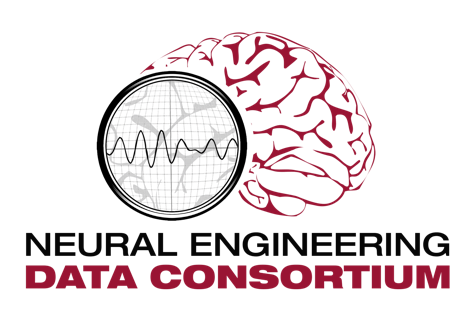 NEURAL ENGINEERING
DATA CONSORTIUM